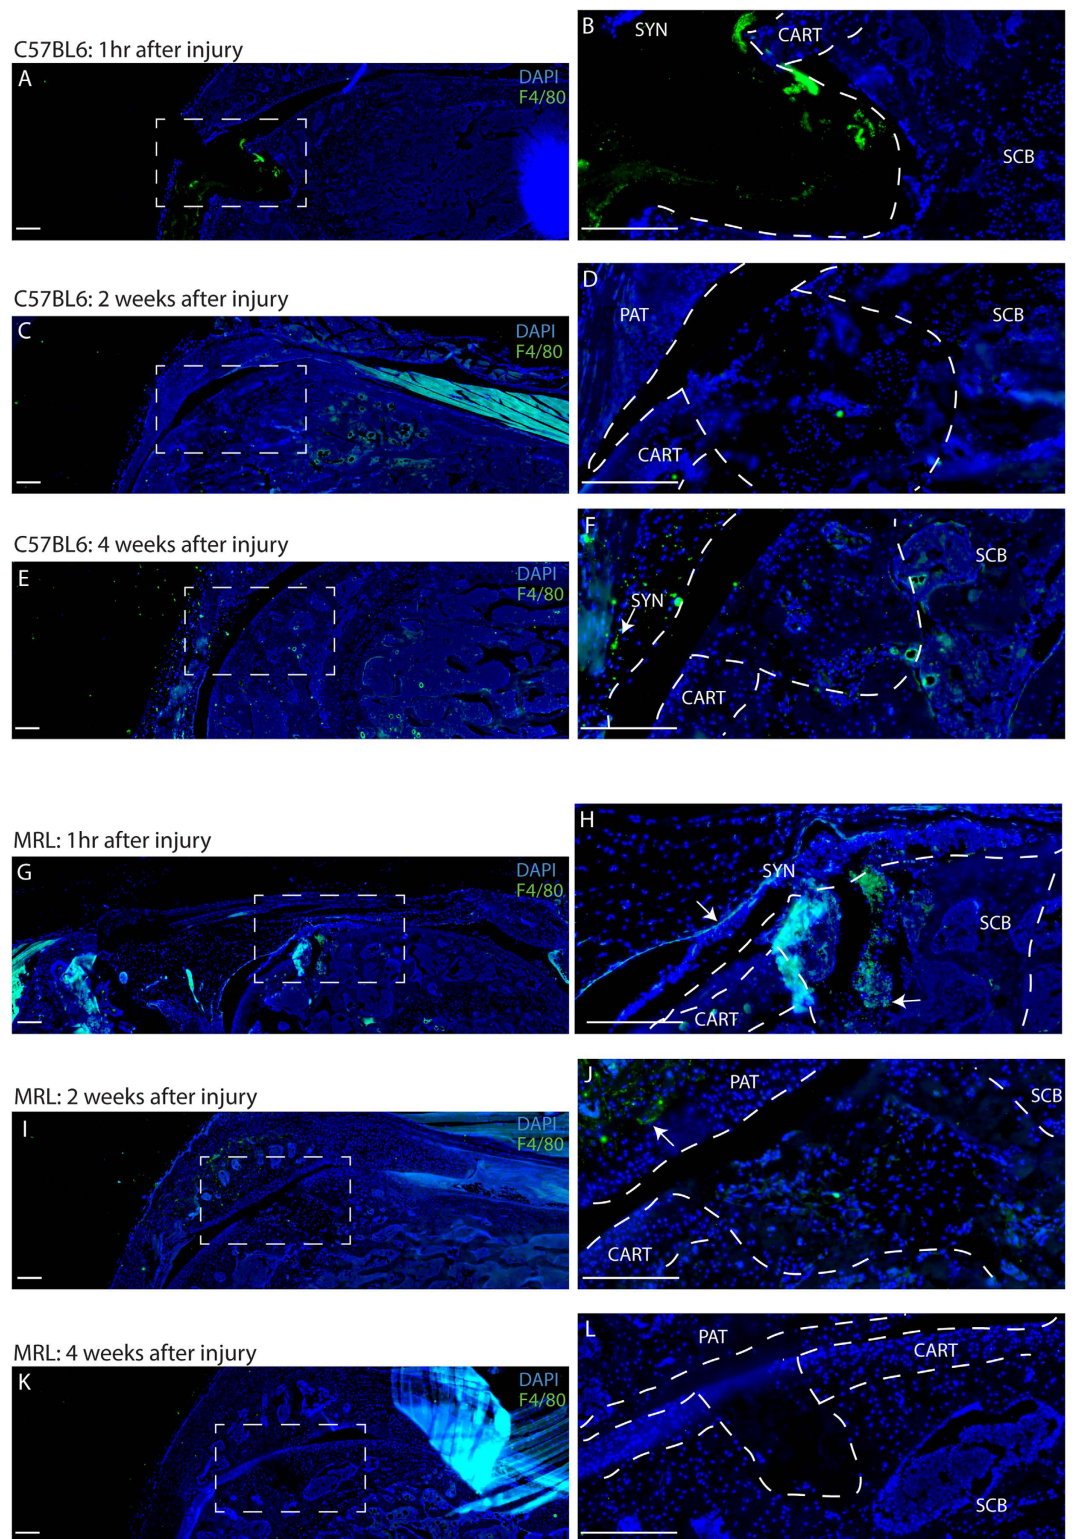 C57BL6: 1hr after injury
A
DAPI
F4/80
B
SYN
CART
SCB
C57BL6: 2 weeks after injury
C
DAPI
F4/80
D
PAT
SCB
CART
C57BL6: 4 weeks after injury
E
DAPI
F4/80
F
SYN
SCB
CART
MRL: 1hr after injury
G
DAPI
F4/80
H
SYN
SCB
CART
MRL: 2 weeks after injury
I
DAPI
F4/80
J
PAT
SCB
CART
MRL: 4 weeks after injury
K
DAPI
F4/80
L
PAT
CART
SCB